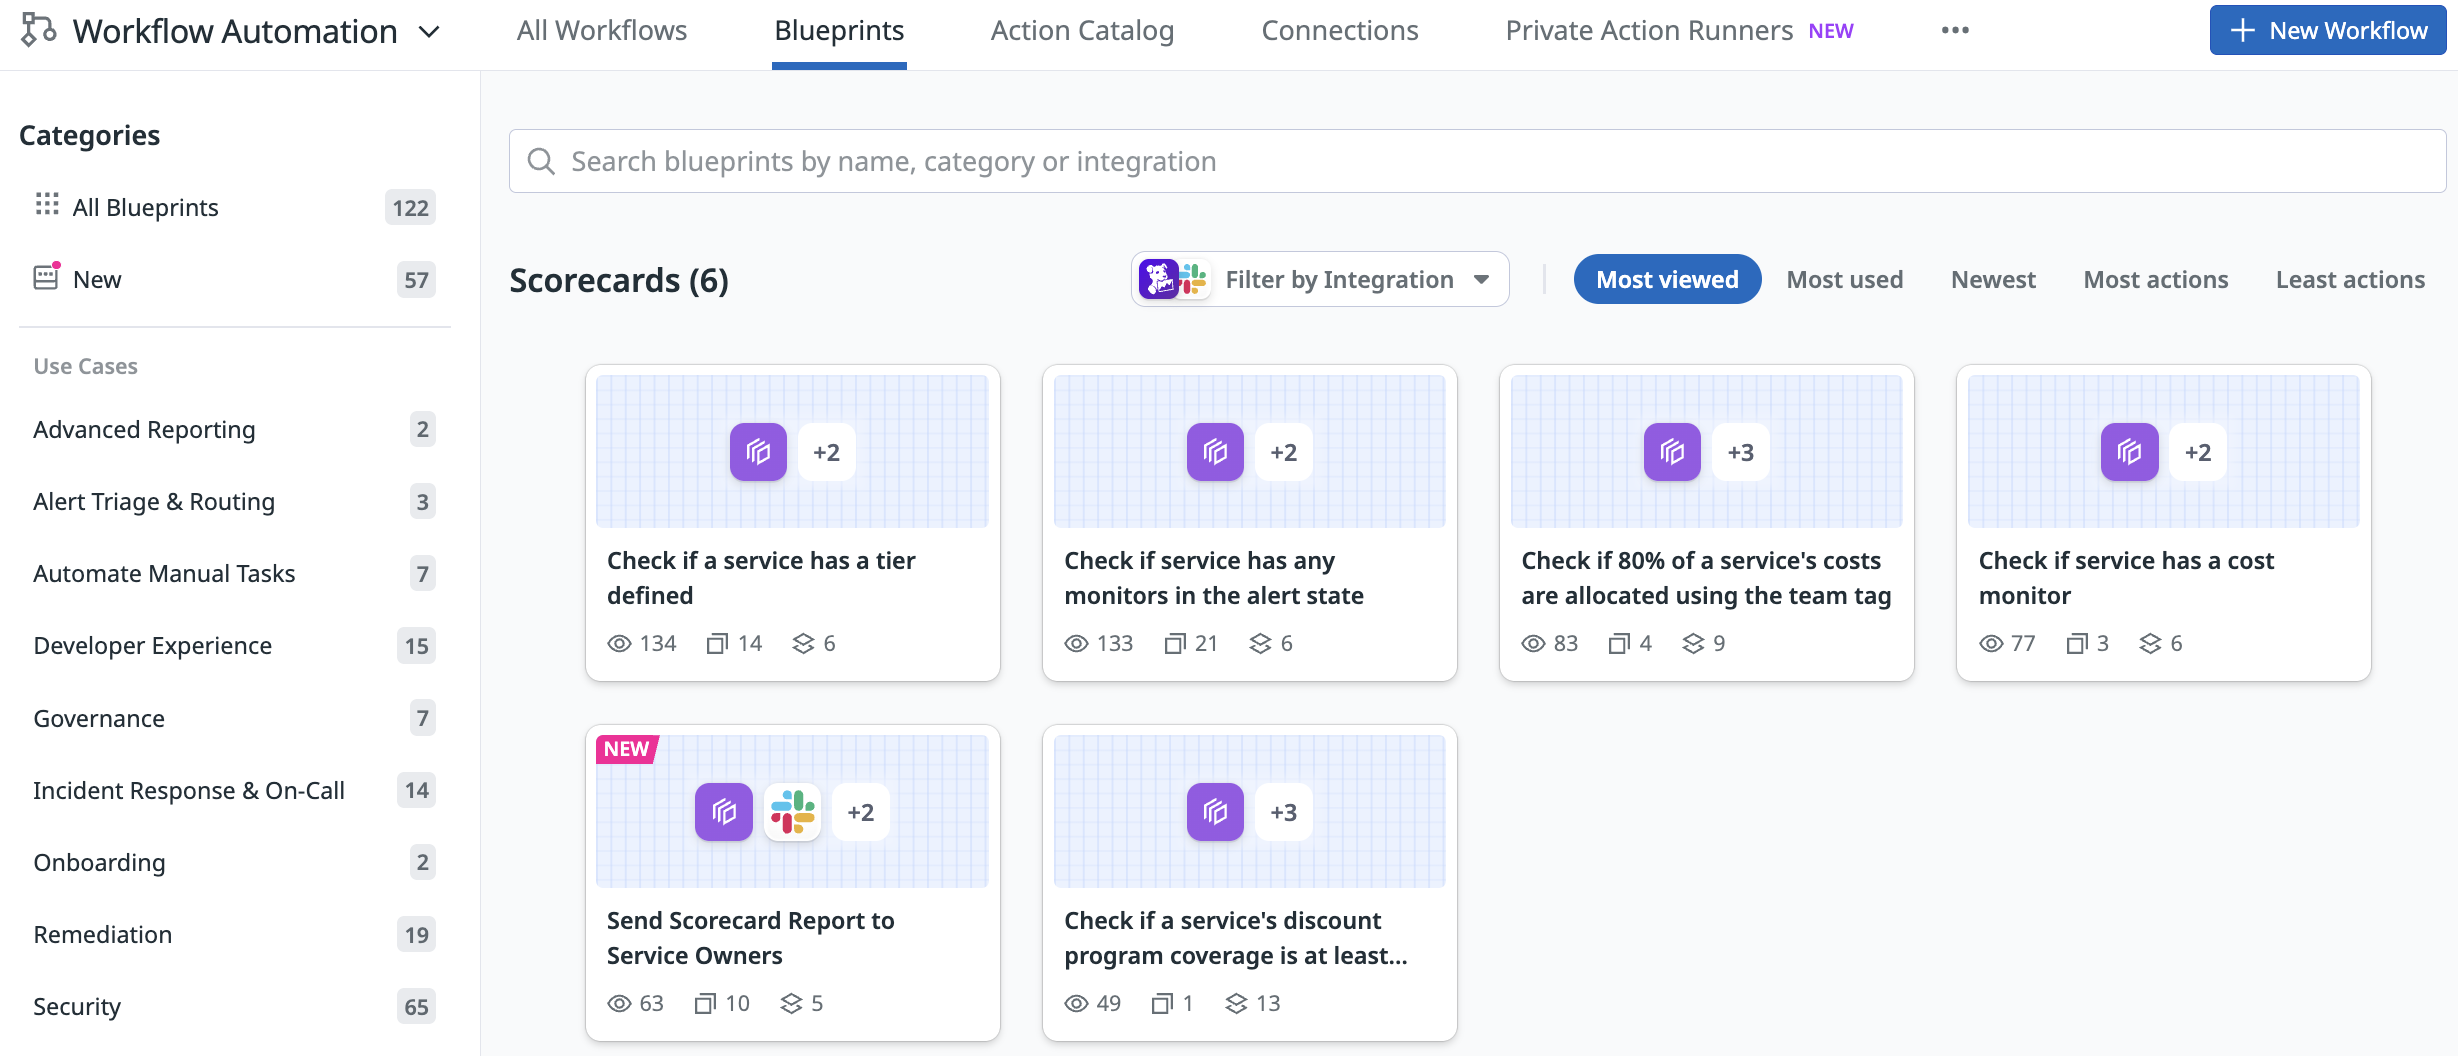 Workflow Automation
All Workflows
Blueprints
Action Catalog
Connections
Private Action Runners NEW
New Workflow
Categories
All Blueprints 122
New 57
Use Cases
Advanced Reporting 2
Alert Triage & Routing 3
Automate Manual Tasks 7
Developer Experience 15
Governance 7
Incident Response & On-Call 14
Onboarding 2
Remediation 19
Security 65
Search blueprints by name, category or integration
Scorecards (6)
Filter by Integration
Most viewed
Most used
Newest
Most actions
Least actions
+2
Check if a service has a tier
defined
134 14 6
+2
Check if service has any
monitors in the alert state
133 21 6
+3
Check if 80% of a service's costs
are allocated using the team tag
83 4 9
+2
Check if service has a cost
monitor
77 3 6
NEW
+2
Send Scorecard Report to
Service Owners
63 10 5
+3
Check if a service's discount
program coverage is at least...
49 1 13